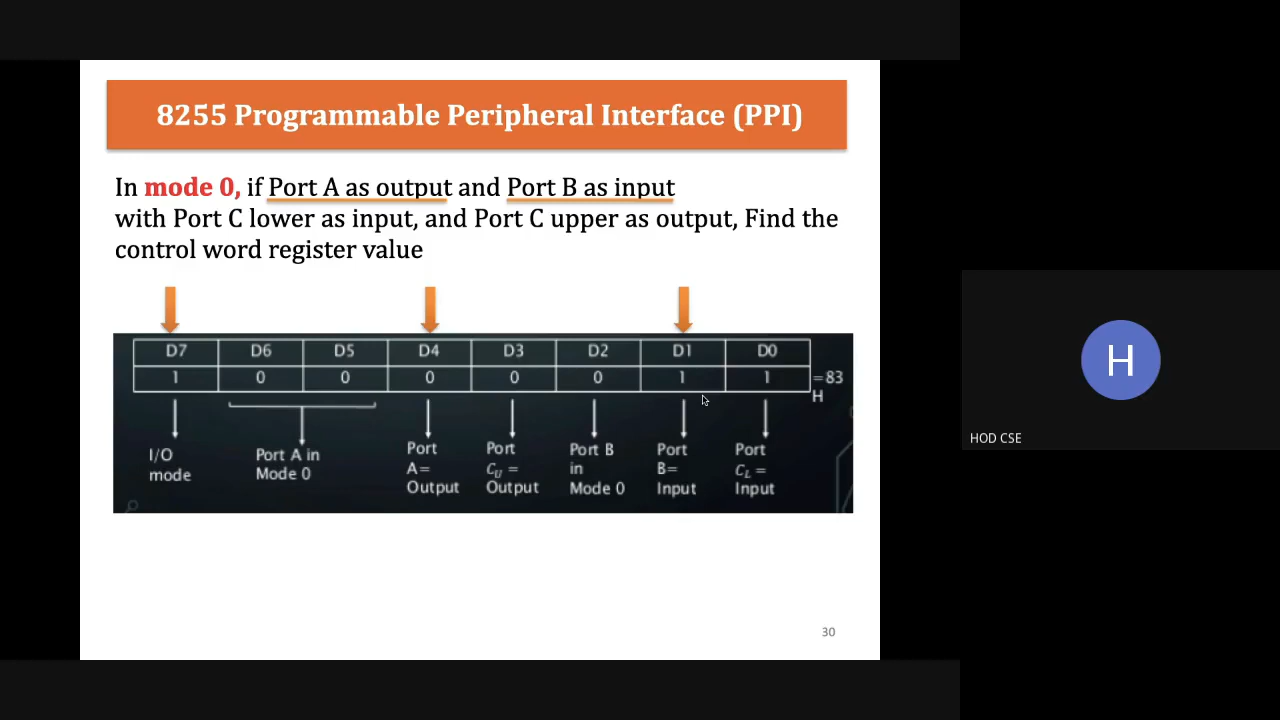 8255 Programmable Peripheral Interface (PPI)
In mode 0, if Port A as output and Port B as input
with Port C lower as input, and Port C upper as output, Find the
control word register value
D7 D6 D5 D4 D3 D2 D1 D0
1 0 0 0 0 0 1 1 =83
H
I/O
mode
Port A in
Mode 0
Port
A=
Output
Port
C_U =
Output
Port B
in
Mode 0
Port
B=
Input
Port
C_L =
Input
30
H
HOD CSE